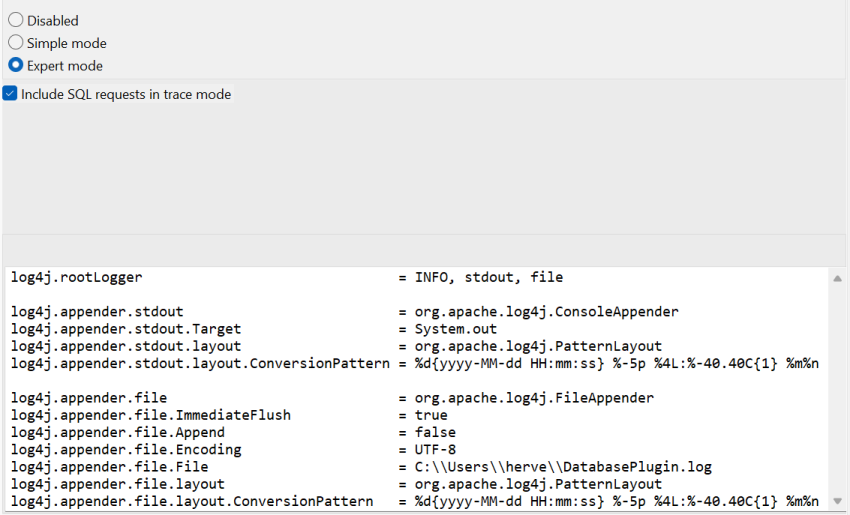 Disabled
Simple mode
Expert mode
Include SQL requests in trace mode
log4j.rootLogger                               = INFO, stdout, file
log4j.appender.stdout                          = org.apache.log4j.ConsoleAppender
log4j.appender.stdout.Target                   = System.out
log4j.appender.stdout.layout                   = org.apache.log4j.PatternLayout
log4j.appender.stdout.layout.ConversionPattern = %d{yyyy-MM-dd HH:mm:ss} %-5p %4L:%-40.40C{1} %m%n
log4j.appender.file                            = org.apache.log4j.FileAppender
log4j.appender.file.ImmediateFlush             = true
log4j.appender.file.Append                     = false
log4j.appender.file.Encoding                   = UTF-8
log4j.appender.file.File                       = C:\\Users\\herve\\DatabasePlugin.log
log4j.appender.file.layout                     = org.apache.log4j.PatternLayout
log4j.appender.file.layout.ConversionPattern   = %d{yyyy-MM-dd HH:mm:ss} %-5p %4L:%-40.40C{1} %m%n